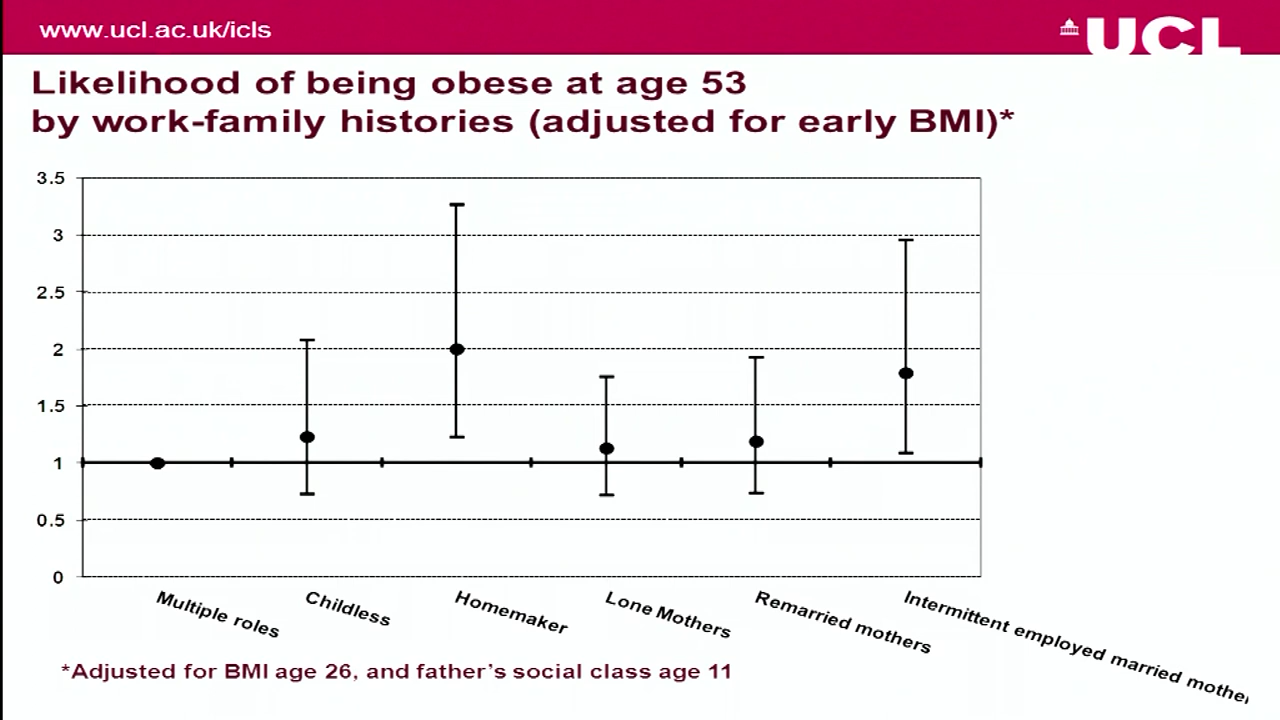 www.ucl.ac.uk/icls
UCL
Likelihood of being obese at age 53
by work-family histories (adjusted for early BMI)*
3.5
3
2.5
2
1.5
1
0.5
0
Multiple roles
Childless
Homemaker
Lone Mothers
Remarried mothers
Intermittent employed married mother
*Adjusted for BMI age 26, and father's social class age 11